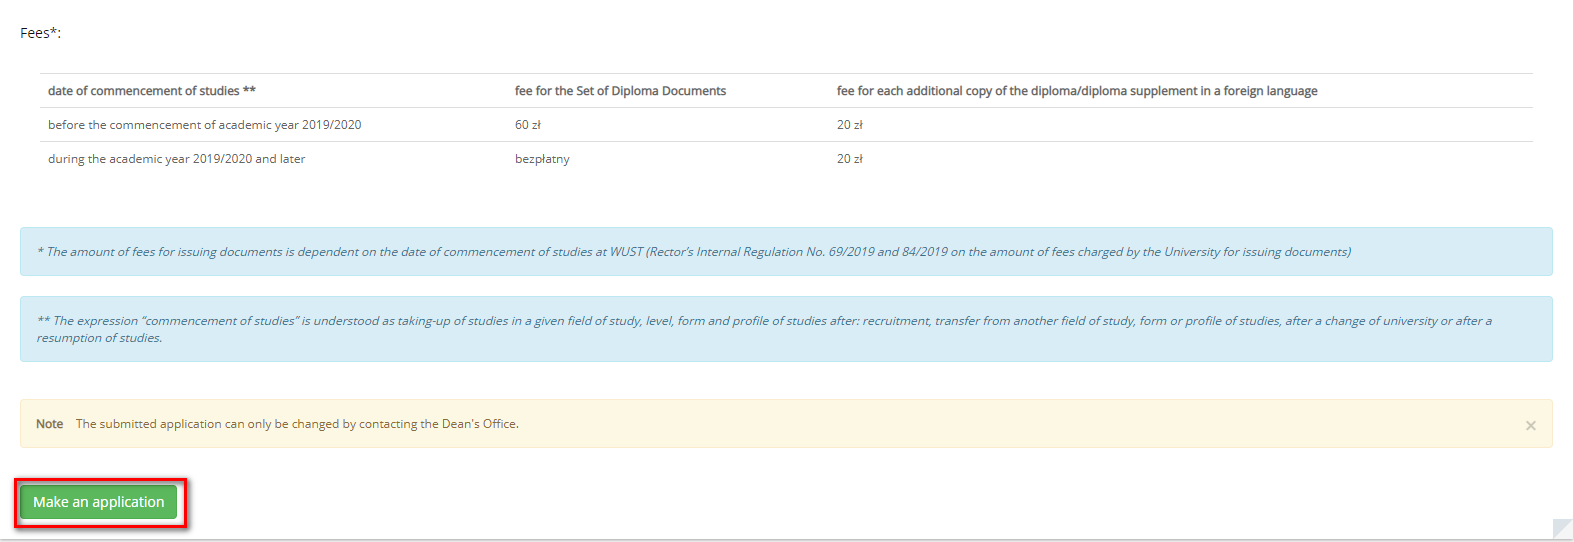 Fees*:
date of commencement of studies ** fee for the Set of Diploma Documents fee for each additional copy of the diploma/diploma supplement in a foreign language
before the commencement of academic year 2019/2020 60 zł 20 zł
during the academic year 2019/2020 and later bezpłatny 20 zł
* The amount of fees for issuing documents is dependent on the date of commencement of studies at WUST (Rector’s Internal Regulation No. 69/2019 and 84/2019 on the amount of fees charged by the University for issuing documents)
** The expression “commencement of studies” is understood as taking-up of studies in a given field of study, level, form and profile of studies after: recruitment, transfer from another field of study, form or profile of studies, after a change of university or after a
resumption of studies.
Note The submitted application can only be changed by contacting the Dean's Office. ×
Make an application